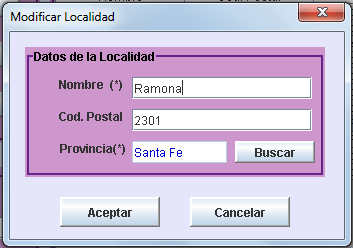 Modificar Localidad
Datos de la Localidad
Nombre (*) Ramona
Cod. Postal 2301
Provincia(*) Santa Fe Buscar
Aceptar Cancelar